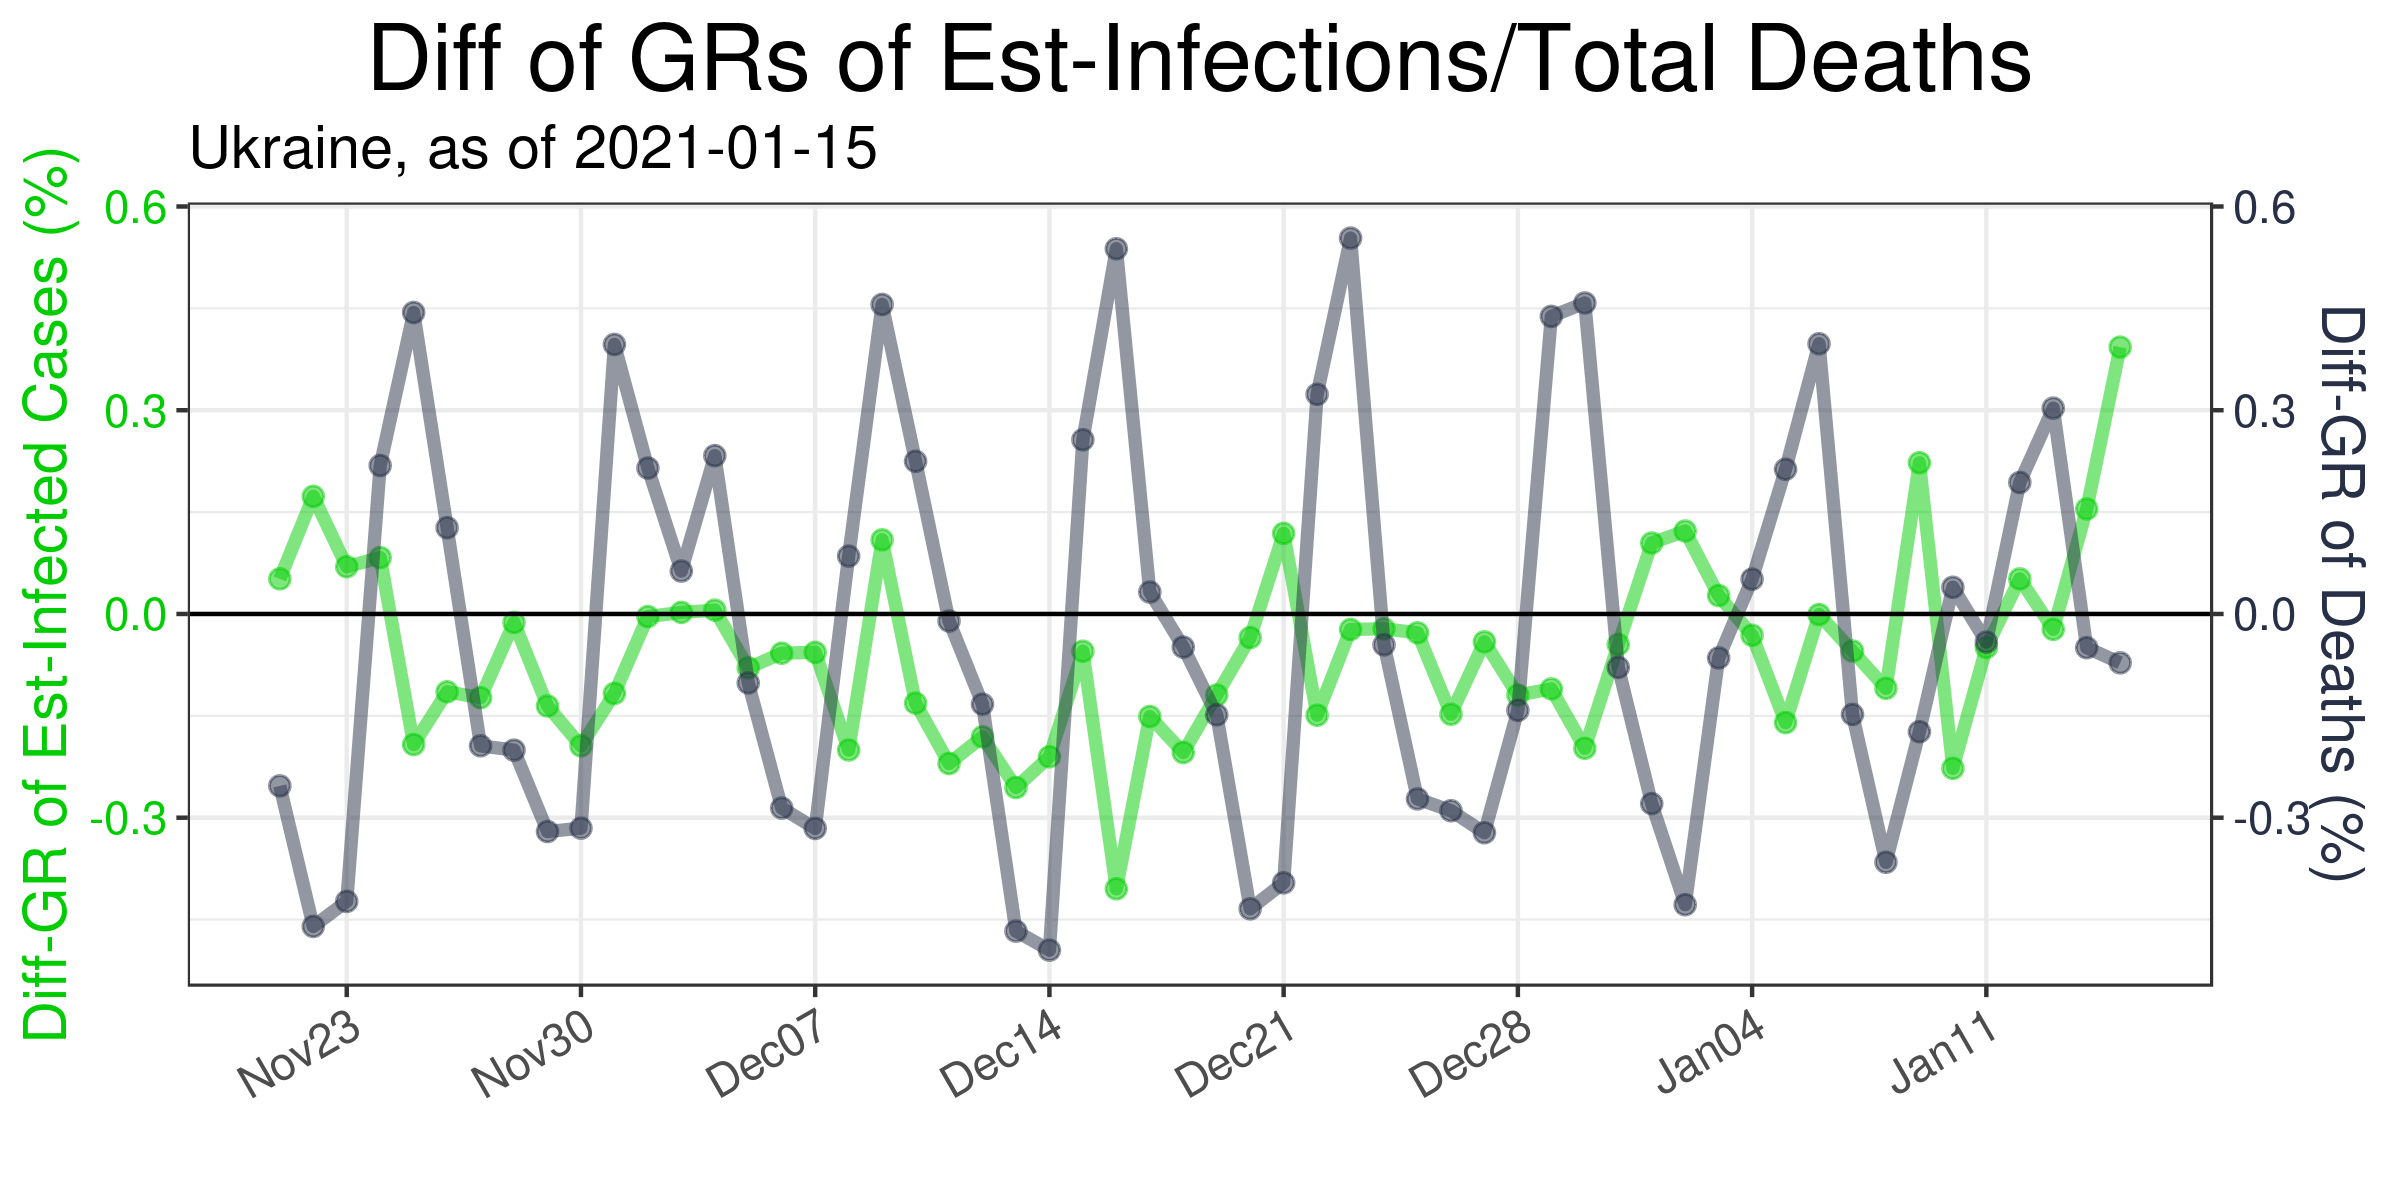 Diff of GRs of Est-Infections/Total Deaths
Ukraine, as of 2021-01-15
Diff-GR of Est-Infected Cases (%)
0.6
0.3
0.0
-0.3
0.6
0.3
0.0
-0.3
Diff-GR of Deaths (%)
Nov23
Nov30
Dec07
Dec14
Dec21
Dec28
Jan04
Jan11